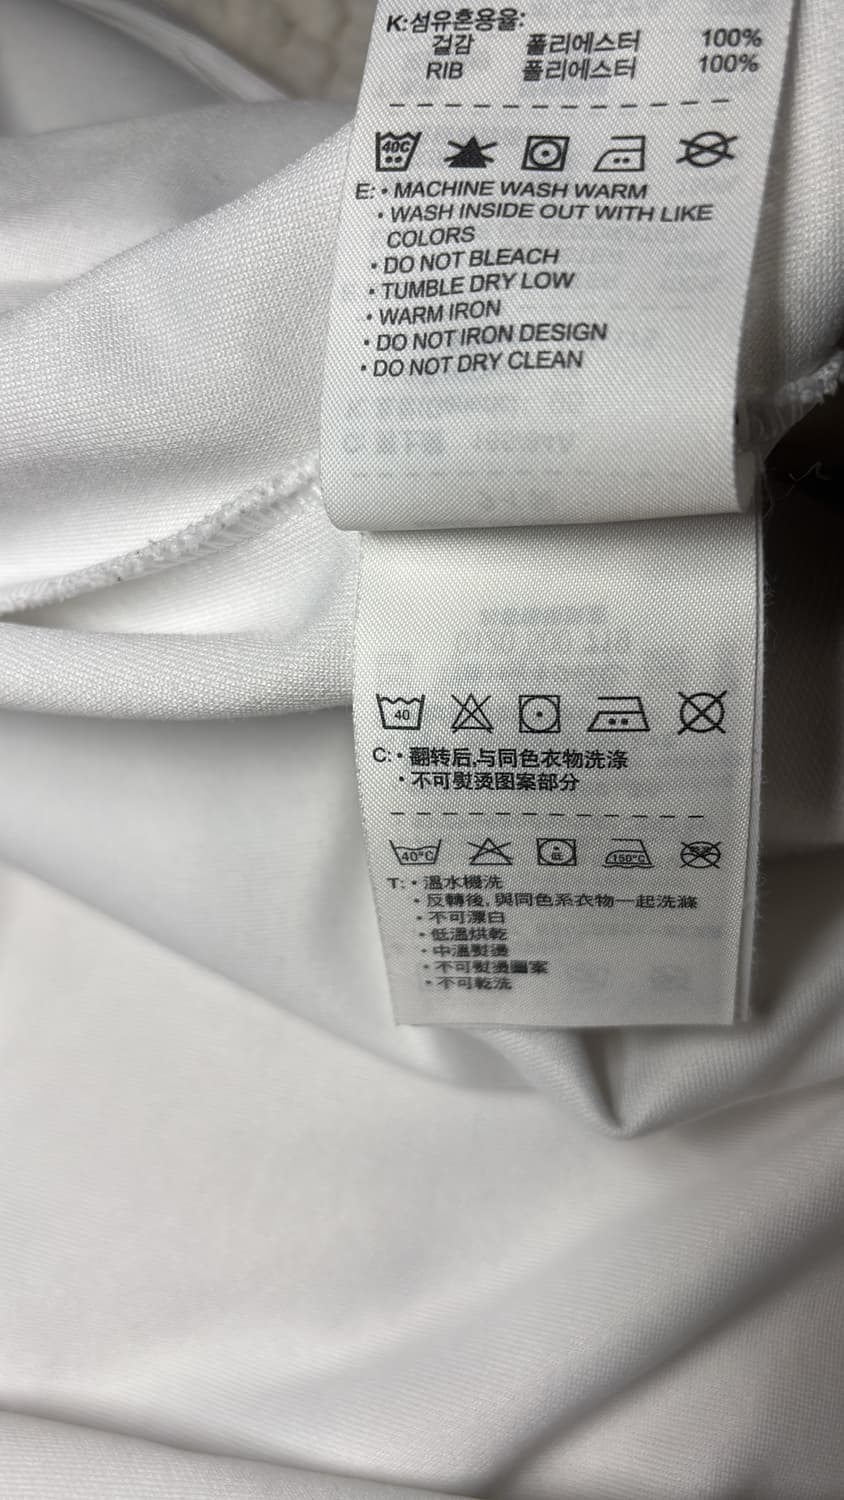 K:섬유혼용율:
겉감 폴리에스터 100%
RIB 폴리에스터 100%
40C
E: • MACHINE WASH WARM
• WASH INSIDE OUT WITH LIKE
COLORS
• DO NOT BLEACH
• TUMBLE DRY LOW
• WARM IRON
• DO NOT IRON DESIGN
• DO NOT DRY CLEAN
40
C: • 翻转后,与同色衣物洗涤
• 不可熨烫图案部分
40°C 低 150°C
T: • 溫水機洗
• 反轉後, 與同色系衣物一起洗滌
• 不可漂白
• 低溫烘乾
• 中溫熨燙
• 不可熨燙圖案
• 不可乾洗